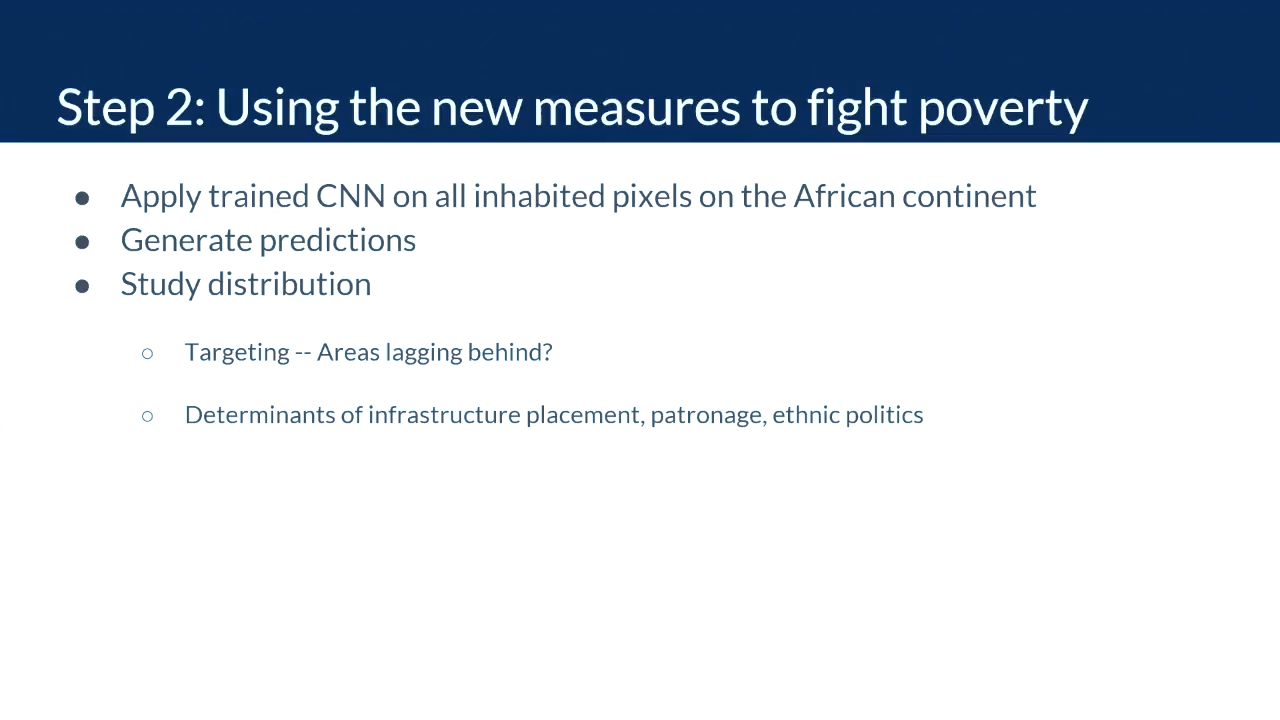 Step 2: Using the new measures to fight poverty
● Apply trained CNN on all inhabited pixels on the African continent
● Generate predictions
● Study distribution
○ Targeting -- Areas lagging behind?
○ Determinants of infrastructure placement, patronage, ethnic politics